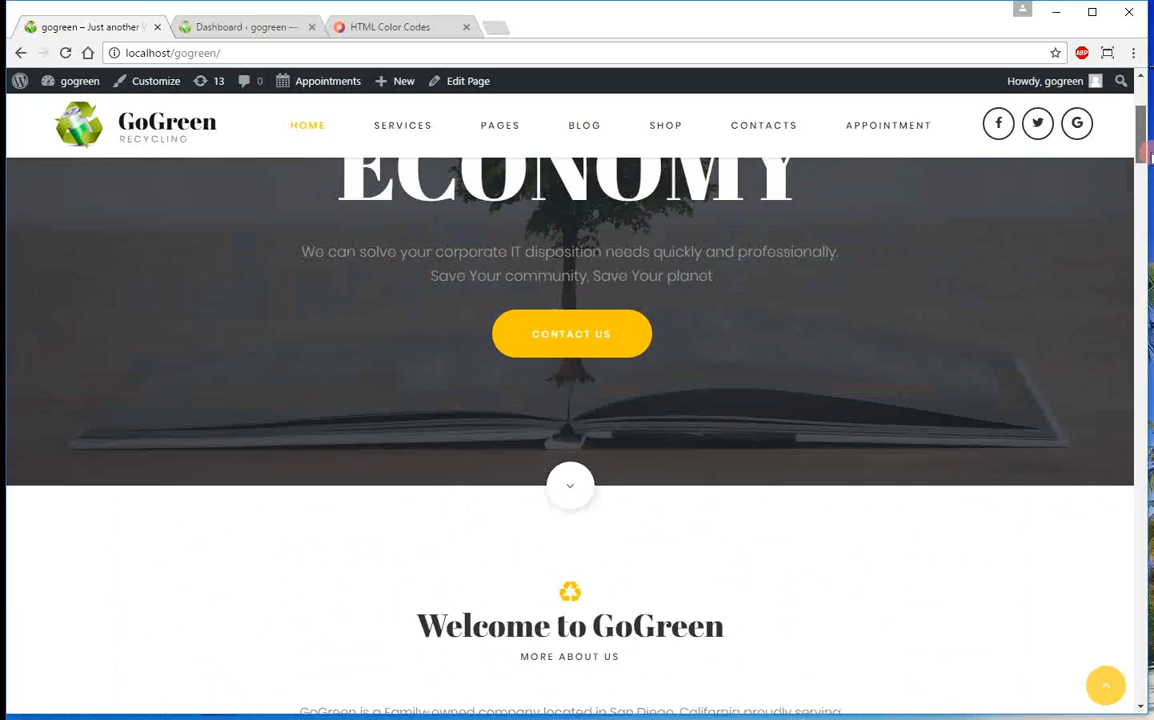 gogreen – Just another W
Dashboard ‹ gogreen —
HTML Color Codes
localhost/gogreen/
ABP
gogreen
Customize
13
0
Appointments
New
Edit Page
Howdy, gogreen
GoGreen
RECYCLING
HOME
SERVICES
PAGES
BLOG
SHOP
CONTACTS
APPOINTMENT
ECONOMY
We can solve your corporate IT disposition needs quickly and professionally.
Save Your community, Save Your planet
CONTACT US
Welcome to GoGreen
MORE ABOUT US
GoGreen is a Family-owned company located in San Diego, California proudly serving